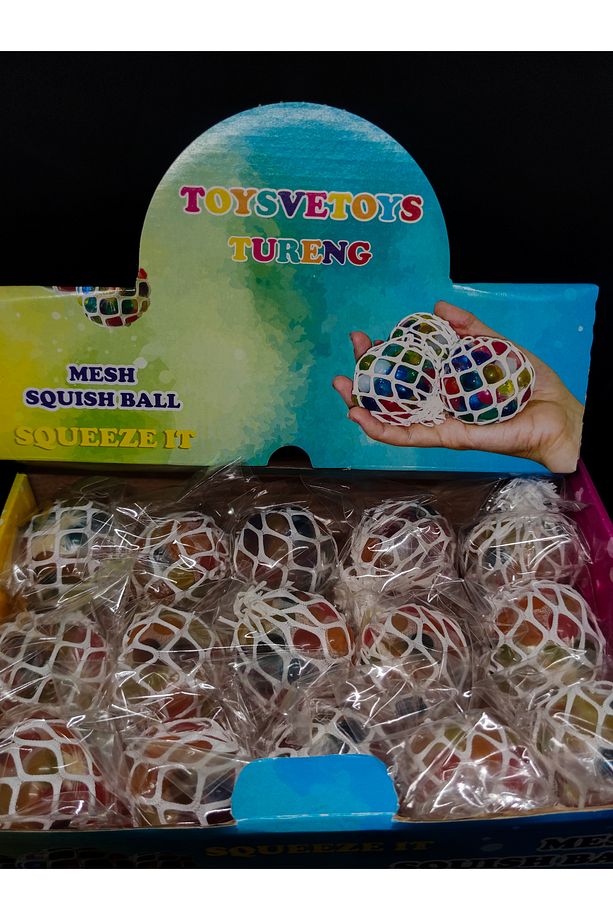 TOYSVETOYS
TURENG
MESH
SQUISH BALL
SQUEEZE IT
SQUEEZE IT